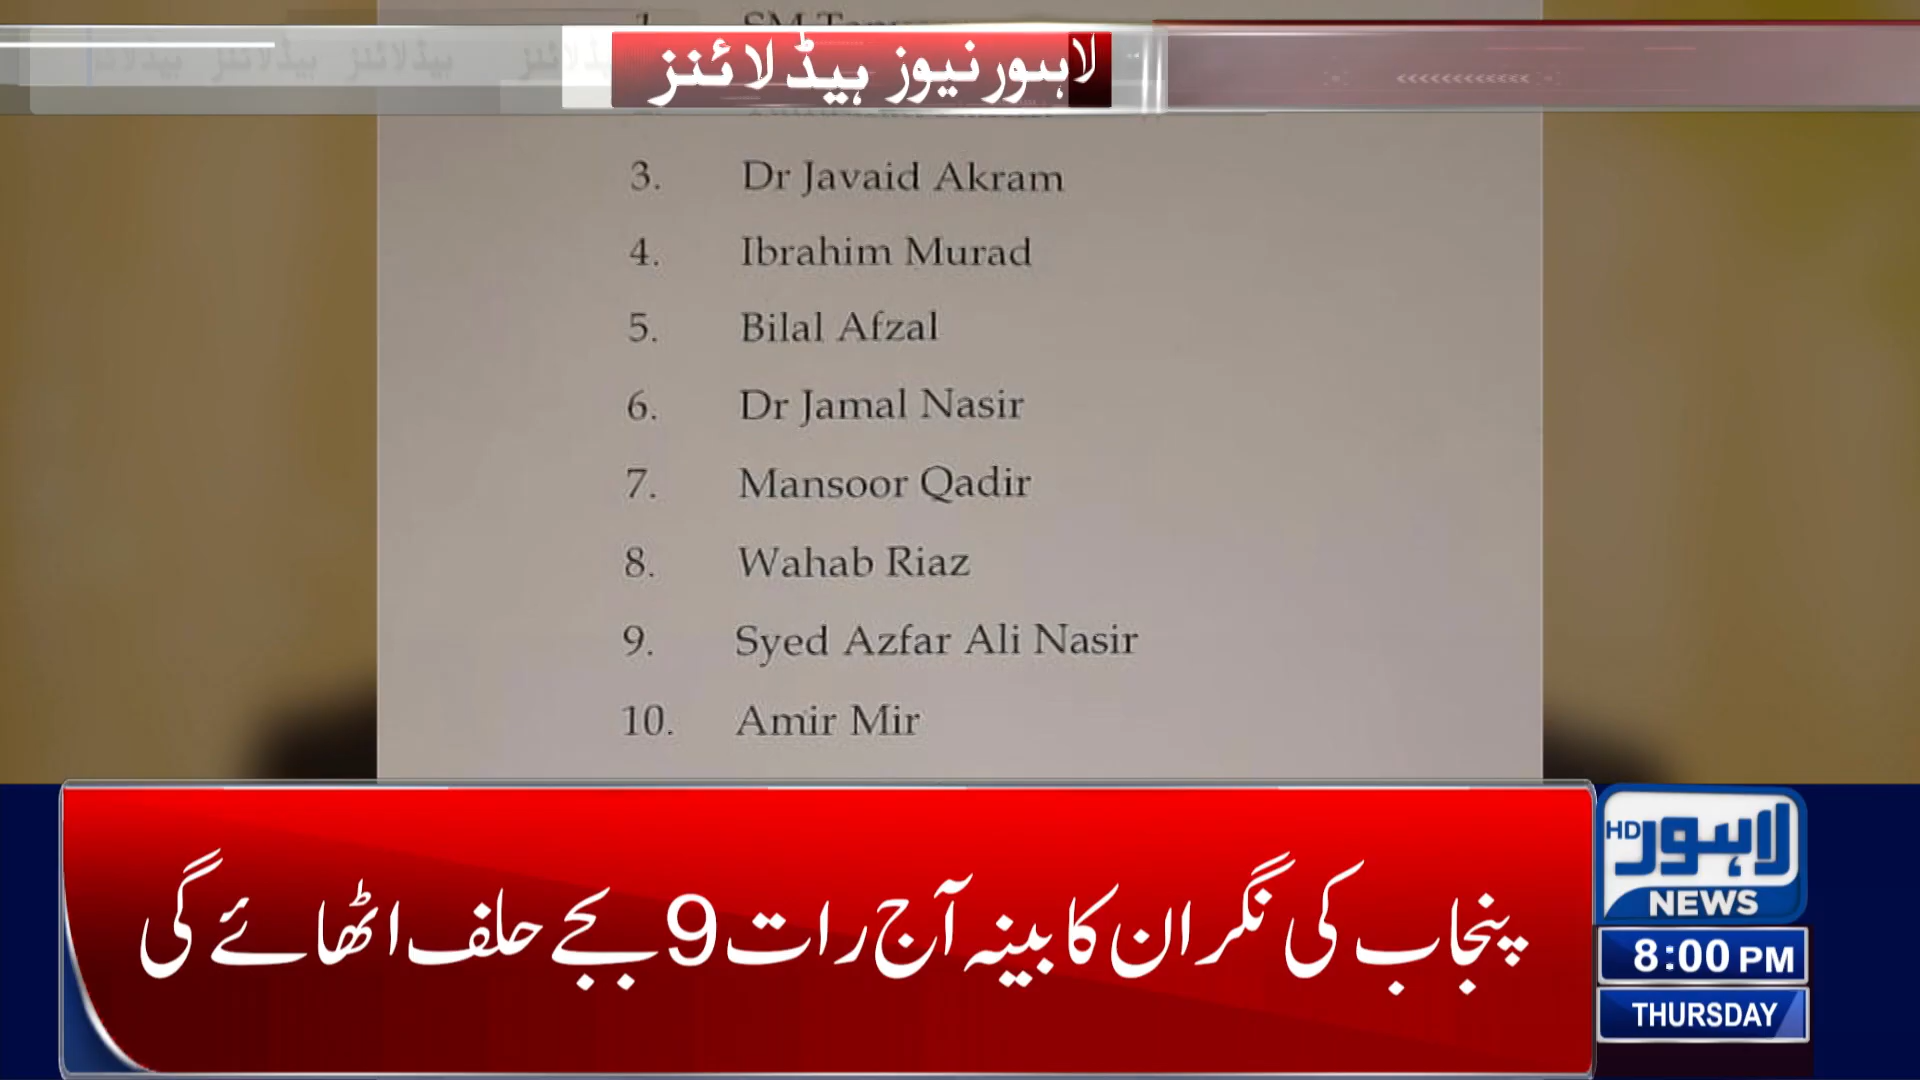 لاہور نیوز ہیڈلائنز
3. Dr Javaid Akram
4. Ibrahim Murad
5. Bilal Afzal
6. Dr Jamal Nasir
7. Mansoor Qadir
8. Wahab Riaz
9. Syed Azfar Ali Nasir
10. Amir Mir
پنجاب کی نگران کابینہ آج رات 9 بجے حلف اٹھائے گی
لاہور HD
NEWS
8:00 PM
THURSDAY